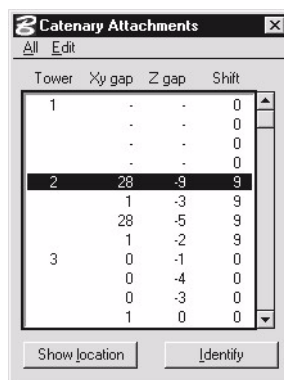 Catenary Attachments
All Edit
Tower Xy gap Z gap Shift
1 - - 0
- - 0
- - 0
- - 0
2 28 -9 9
1 -3 9
28 -5 9
1 -2 9
3 0 -1 0
0 -4 0
0 -3 0
1 0 0
Show location Identify